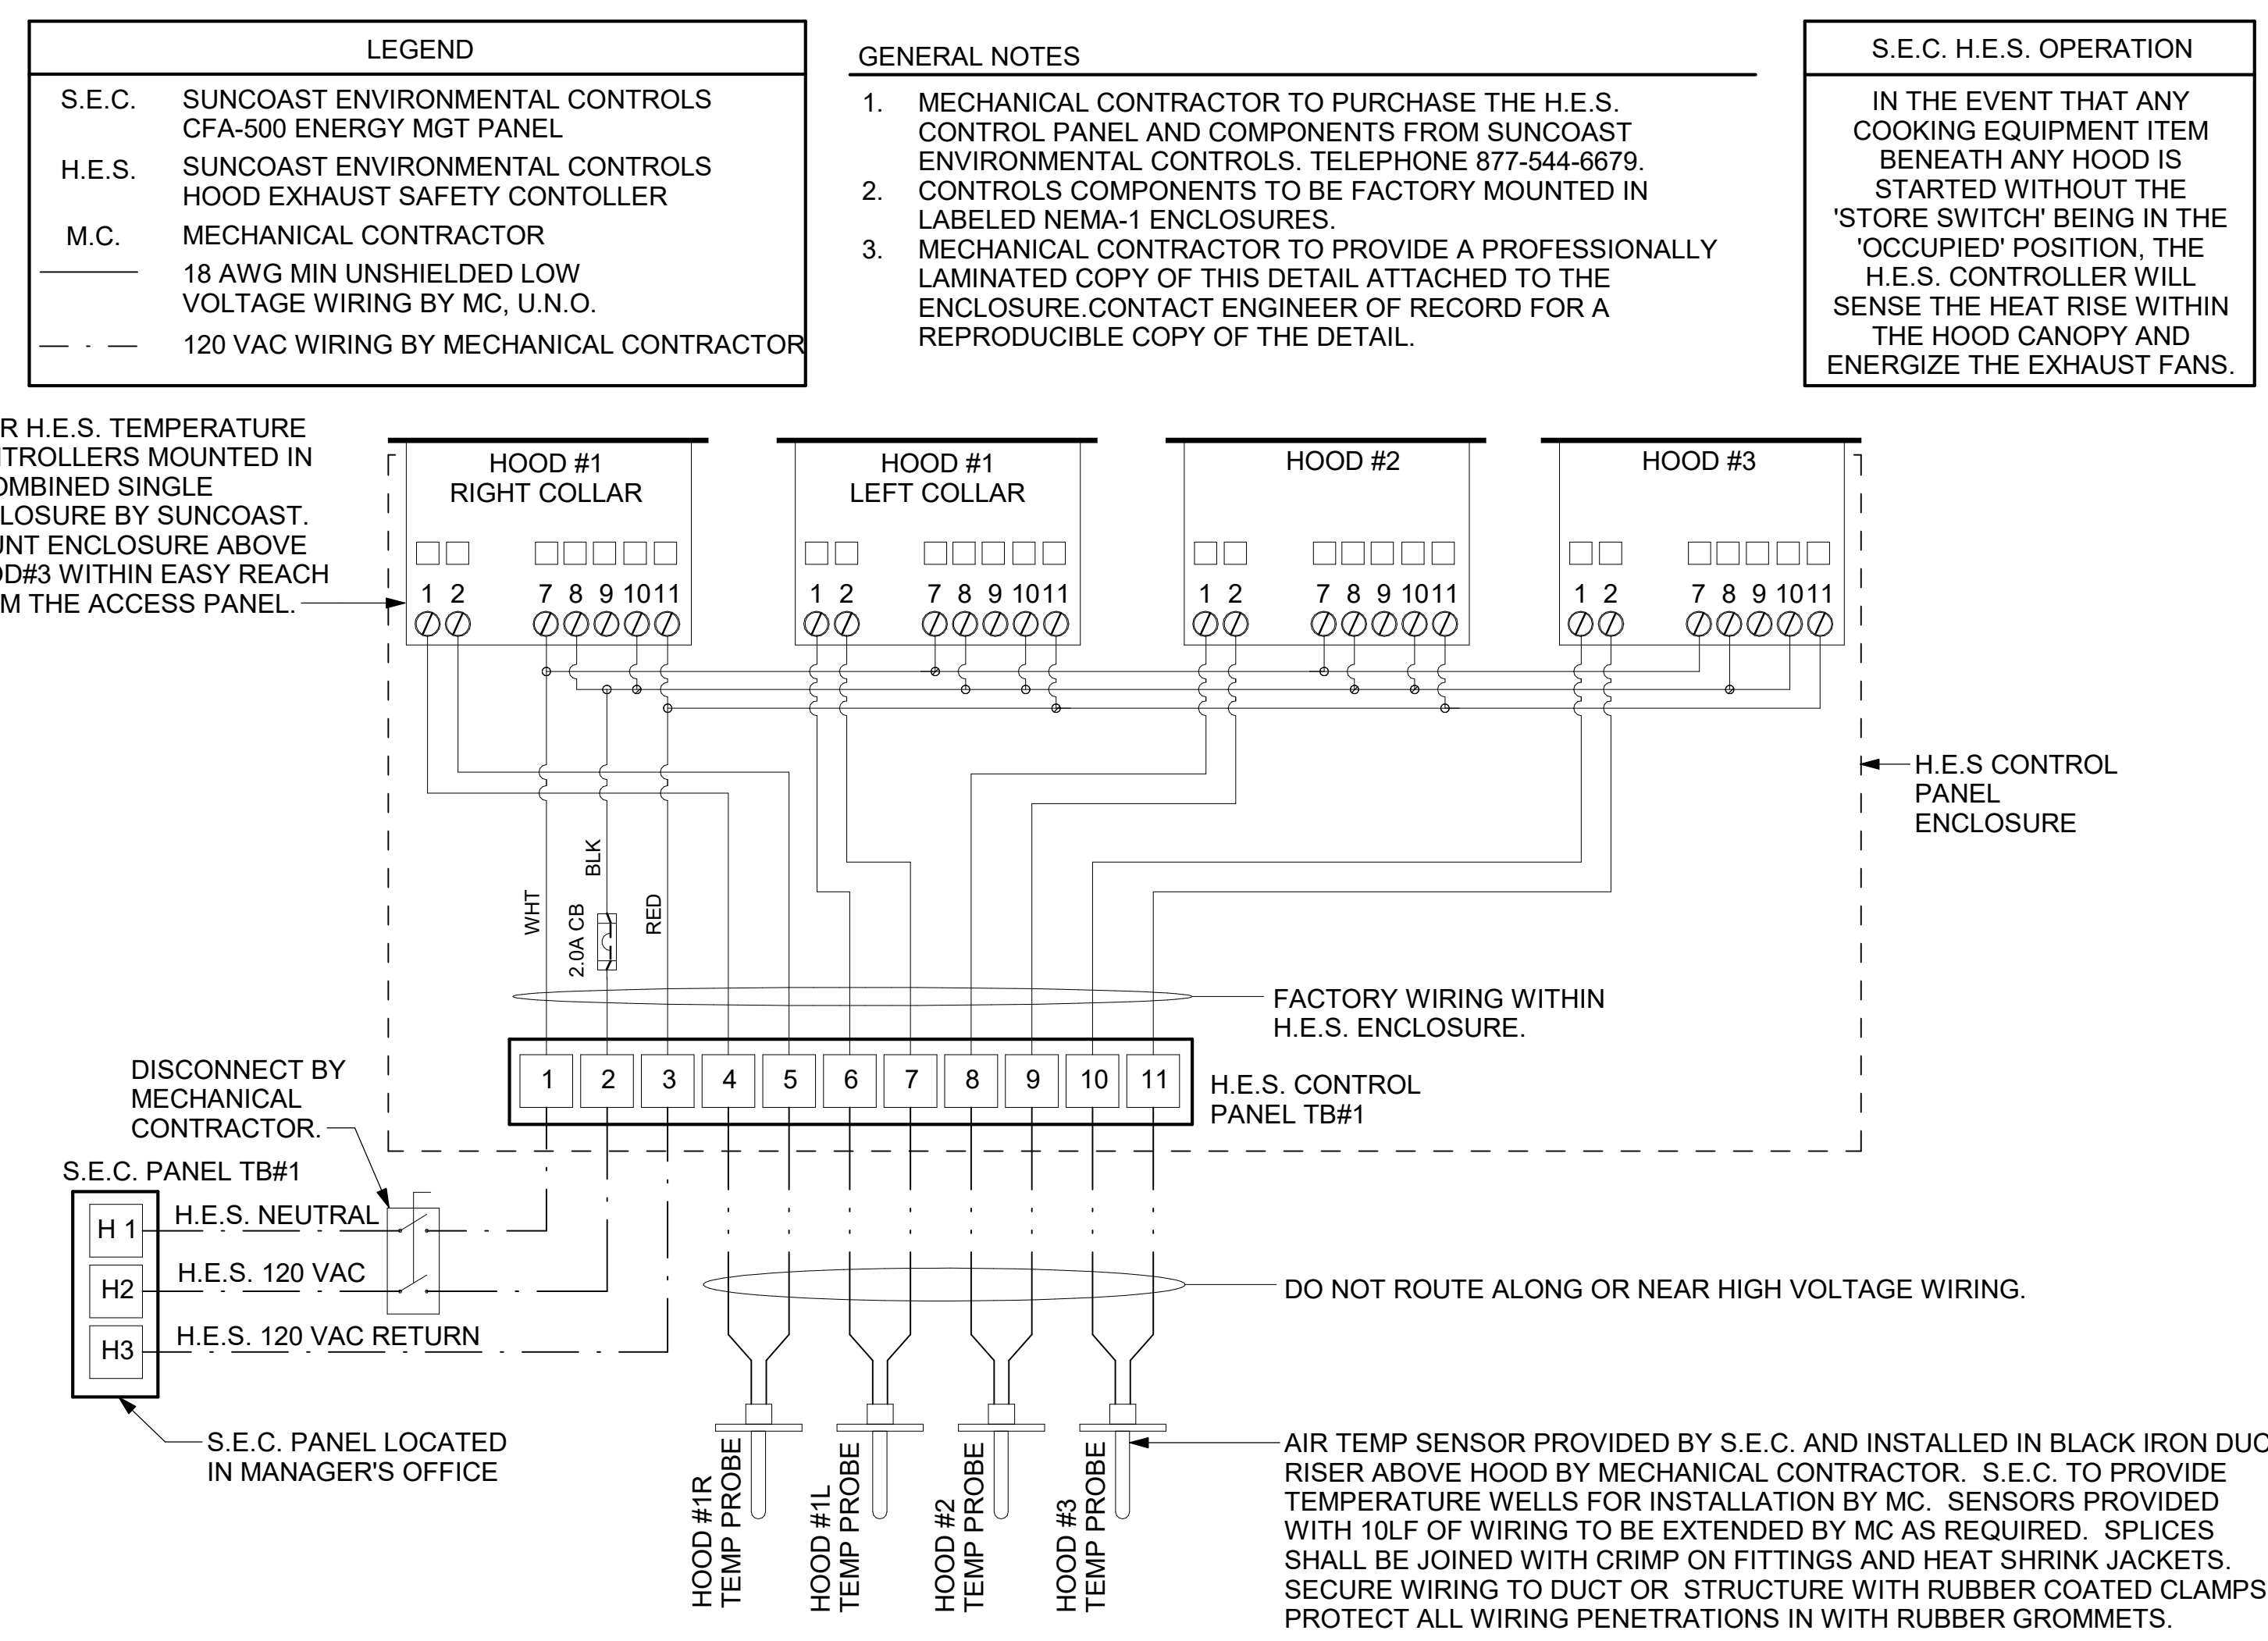 LEGEND
S.E.C. SUNCOAST ENVIRONMENTAL CONTROLS
CFA-500 ENERGY MGT PANEL
H.E.S. SUNCOAST ENVIRONMENTAL CONTROLS
HOOD EXHAUST SAFETY CONTOLLER
M.C. MECHANICAL CONTRACTOR
18 AWG MIN UNSHIELDED LOW
VOLTAGE WIRING BY MC, U.N.O.
120 VAC WIRING BY MECHANICAL CONTRACTOR
GENERAL NOTES
1. MECHANICAL CONTRACTOR TO PURCHASE THE H.E.S.
CONTROL PANEL AND COMPONENTS FROM SUNCOAST
ENVIRONMENTAL CONTROLS. TELEPHONE 877-544-6679.
2. CONTROLS COMPONENTS TO BE FACTORY MOUNTED IN
LABELED NEMA-1 ENCLOSURES.
3. MECHANICAL CONTRACTOR TO PROVIDE A PROFESSIONALLY
LAMINATED COPY OF THIS DETAIL ATTACHED TO THE
ENCLOSURE.CONTACT ENGINEER OF RECORD FOR A
REPRODUCIBLE COPY OF THE DETAIL.
S.E.C. H.E.S. OPERATION
IN THE EVENT THAT ANY
COOKING EQUIPMENT ITEM
BENEATH ANY HOOD IS
STARTED WITHOUT THE
'STORE SWITCH' BEING IN THE
'OCCUPIED' POSITION, THE
H.E.S. CONTROLLER WILL
SENSE THE HEAT RISE WITHIN
THE HOOD CANOPY AND
ENERGIZE THE EXHAUST FANS.
R H.E.S. TEMPERATURE
NTROLLERS MOUNTED IN
OMBINED SINGLE
LOSURE BY SUNCOAST.
UNT ENCLOSURE ABOVE
OD#3 WITHIN EASY REACH
M THE ACCESS PANEL.
HOOD #1
RIGHT COLLAR
1 2 7 8 9 10 11
HOOD #1
LEFT COLLAR
1 2 7 8 9 10 11
HOOD #2
1 2 7 8 9 10 11
HOOD #3
1 2 7 8 9 10 11
H.E.S CONTROL
PANEL
ENCLOSURE
WHT
BLK
2.0A CB
RED
FACTORY WIRING WITHIN
H.E.S. ENCLOSURE.
1 2 3 4 5 6 7 8 9 10 11
H.E.S. CONTROL
PANEL TB#1
DISCONNECT BY
MECHANICAL
CONTRACTOR.
S.E.C. PANEL TB#1
H 1 H.E.S. NEUTRAL
H2 H.E.S. 120 VAC
H3 H.E.S. 120 VAC RETURN
S.E.C. PANEL LOCATED
IN MANAGER'S OFFICE
DO NOT ROUTE ALONG OR NEAR HIGH VOLTAGE WIRING.
HOOD #1R
TEMP PROBE
HOOD #1L
TEMP PROBE
HOOD #2
TEMP PROBE
HOOD #3
TEMP PROBE
AIR TEMP SENSOR PROVIDED BY S.E.C. AND INSTALLED IN BLACK IRON DUC
RISER ABOVE HOOD BY MECHANICAL CONTRACTOR. S.E.C. TO PROVIDE
TEMPERATURE WELLS FOR INSTALLATION BY MC. SENSORS PROVIDED
WITH 10LF OF WIRING TO BE EXTENDED BY MC AS REQUIRED. SPLICES
SHALL BE JOINED WITH CRIMP ON FITTINGS AND HEAT SHRINK JACKETS.
SECURE WIRING TO DUCT OR STRUCTURE WITH RUBBER COATED CLAMPS
PROTECT ALL WIRING PENETRATIONS IN WITH RUBBER GROMMETS.